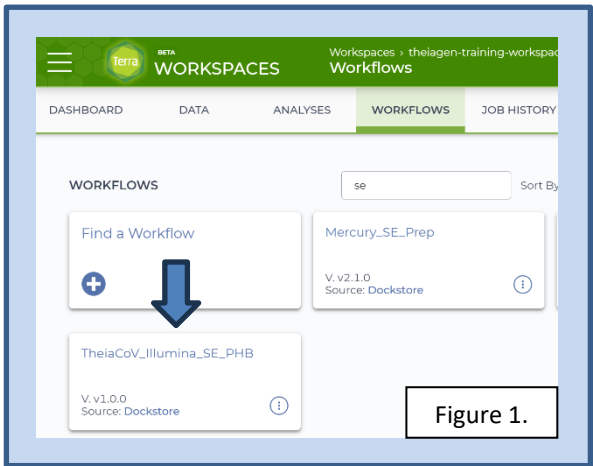 Terra
BETA
WORKSPACES
Workspaces › theiagen-training-workspac
Workflows
DASHBOARD DATA ANALYSES WORKFLOWS JOB HISTORY
WORKFLOWS se Sort By
Find a Workflow
Mercury_SE_Prep
V. v2.1.0
Source: Dockstore
TheiaCoV_Illumina_SE_PHB
V. v1.0.0
Source: Dockstore
Figure 1.